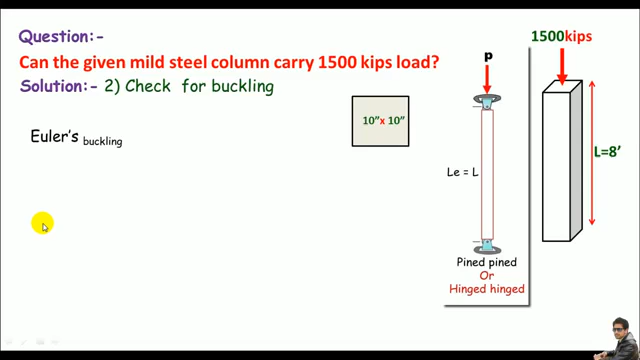 Question:-
1500kips
Can the given mild steel column carry 1500 kips load?
Solution:- 2) Check for buckling
p
10”x 10”
Euler’s buckling
L=8’
Le = L
Pined pined
Or
Hinged hinged